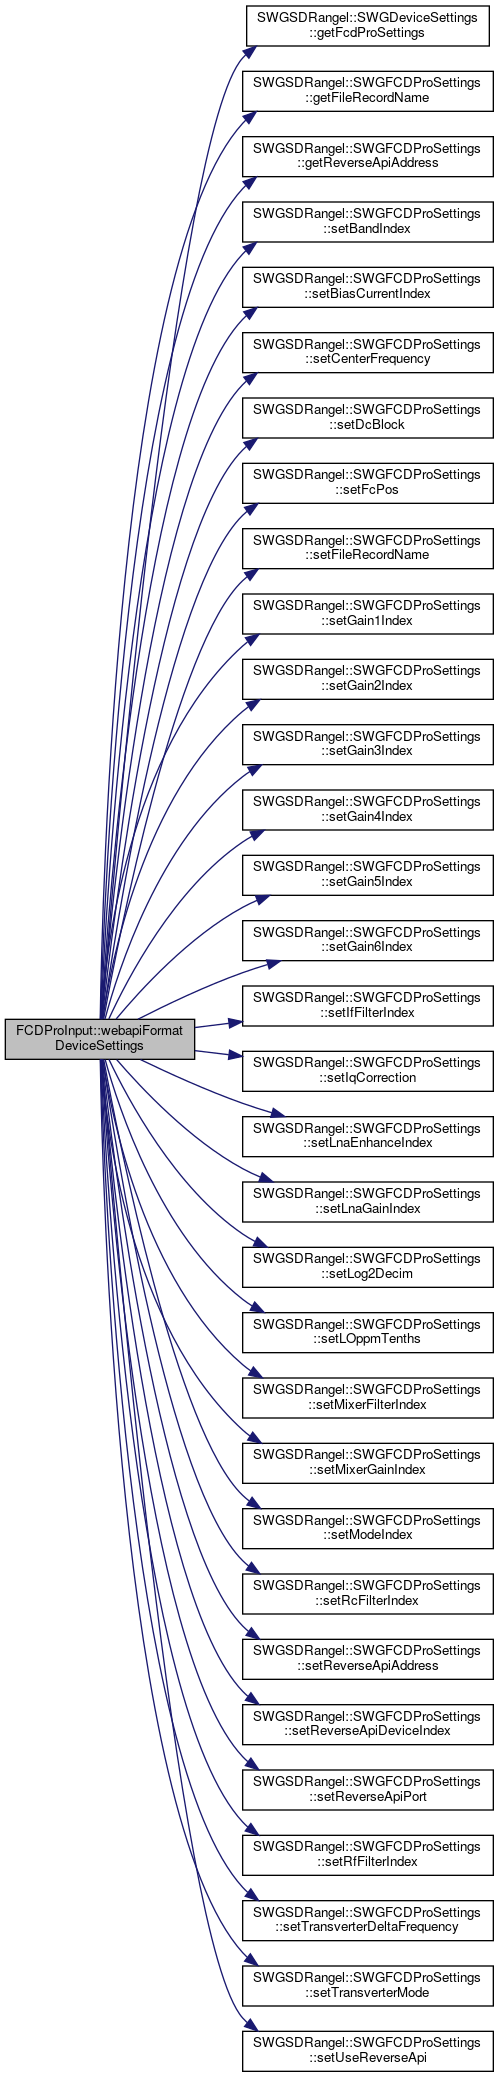 SWGSDRangel::SWGDeviceSettings
::getFcdProSettings
SWGSDRangel::SWGFCDProSettings
::getFileRecordName
SWGSDRangel::SWGFCDProSettings
::getReverseApiAddress
SWGSDRangel::SWGFCDProSettings
::setBandIndex
SWGSDRangel::SWGFCDProSettings
::setBiasCurrentIndex
SWGSDRangel::SWGFCDProSettings
::setCenterFrequency
SWGSDRangel::SWGFCDProSettings
::setDcBlock
SWGSDRangel::SWGFCDProSettings
::setFcPos
SWGSDRangel::SWGFCDProSettings
::setFileRecordName
SWGSDRangel::SWGFCDProSettings
::setGain1Index
SWGSDRangel::SWGFCDProSettings
::setGain2Index
SWGSDRangel::SWGFCDProSettings
::setGain3Index
SWGSDRangel::SWGFCDProSettings
::setGain4Index
SWGSDRangel::SWGFCDProSettings
::setGain5Index
SWGSDRangel::SWGFCDProSettings
::setGain6Index
SWGSDRangel::SWGFCDProSettings
::setIfFilterIndex
FCDProInput::webapiFormat
DeviceSettings
SWGSDRangel::SWGFCDProSettings
::setIqCorrection
SWGSDRangel::SWGFCDProSettings
::setLnaEnhanceIndex
SWGSDRangel::SWGFCDProSettings
::setLnaGainIndex
SWGSDRangel::SWGFCDProSettings
::setLog2Decim
SWGSDRangel::SWGFCDProSettings
::setLOppmTenths
SWGSDRangel::SWGFCDProSettings
::setMixerFilterIndex
SWGSDRangel::SWGFCDProSettings
::setMixerGainIndex
SWGSDRangel::SWGFCDProSettings
::setModeIndex
SWGSDRangel::SWGFCDProSettings
::setRcFilterIndex
SWGSDRangel::SWGFCDProSettings
::setReverseApiAddress
SWGSDRangel::SWGFCDProSettings
::setReverseApiDeviceIndex
SWGSDRangel::SWGFCDProSettings
::setReverseApiPort
SWGSDRangel::SWGFCDProSettings
::setRfFilterIndex
SWGSDRangel::SWGFCDProSettings
::setTransverterDeltaFrequency
SWGSDRangel::SWGFCDProSettings
::setTransverterMode
SWGSDRangel::SWGFCDProSettings
::setUseReverseApi